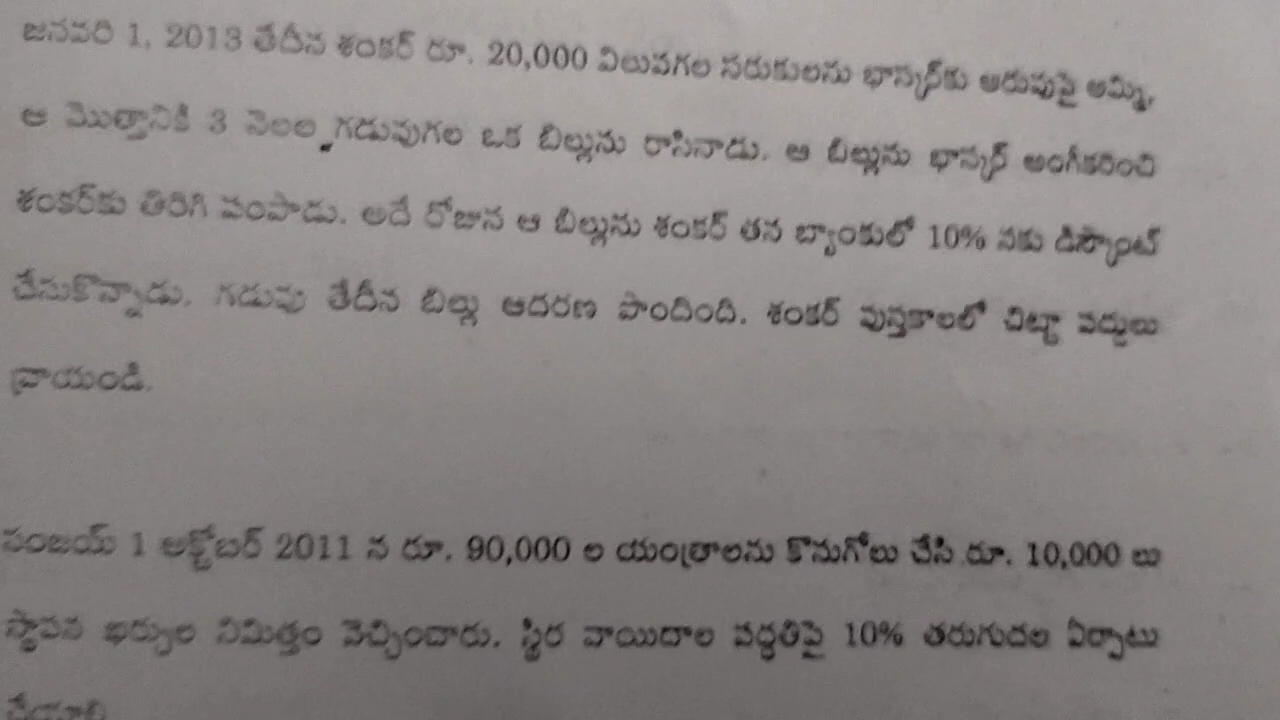 జనవరి 1, 2013 తేదీన శంకర్ రూ. 20,000 విలువగల సరుకులను భాస్కర్‌కు అరువుపై అమ్మి,
ఆ మొత్తానికి 3 నెలల గడువుగల ఒక బిల్లును రాసినాడు. ఆ బిల్లును భాస్కర్ అంగీకరించి
శంకర్‌కు తిరిగి పంపాడు. అదే రోజున ఆ బిల్లును శంకర్ తన బ్యాంకులో 10% నకు డిస్కౌంట్
చేసుకొన్నాడు. గడువు తేదీన బిల్లు ఆదరణ పొందింది. శంకర్ పుస్తకాలలో చిట్టా పద్దులు
వ్రాయండి.
సంజయ్ 1 అక్టోబర్ 2011 న రూ. 90,000 ల యంత్రాలను కొనుగోలు చేసి రూ. 10,000 లు
స్థాపన ఖర్చుల నిమిత్తం వెచ్చించారు. స్థిర వాయిదాల పద్ధతిపై 10% తరుగుదల ఏర్పాటు